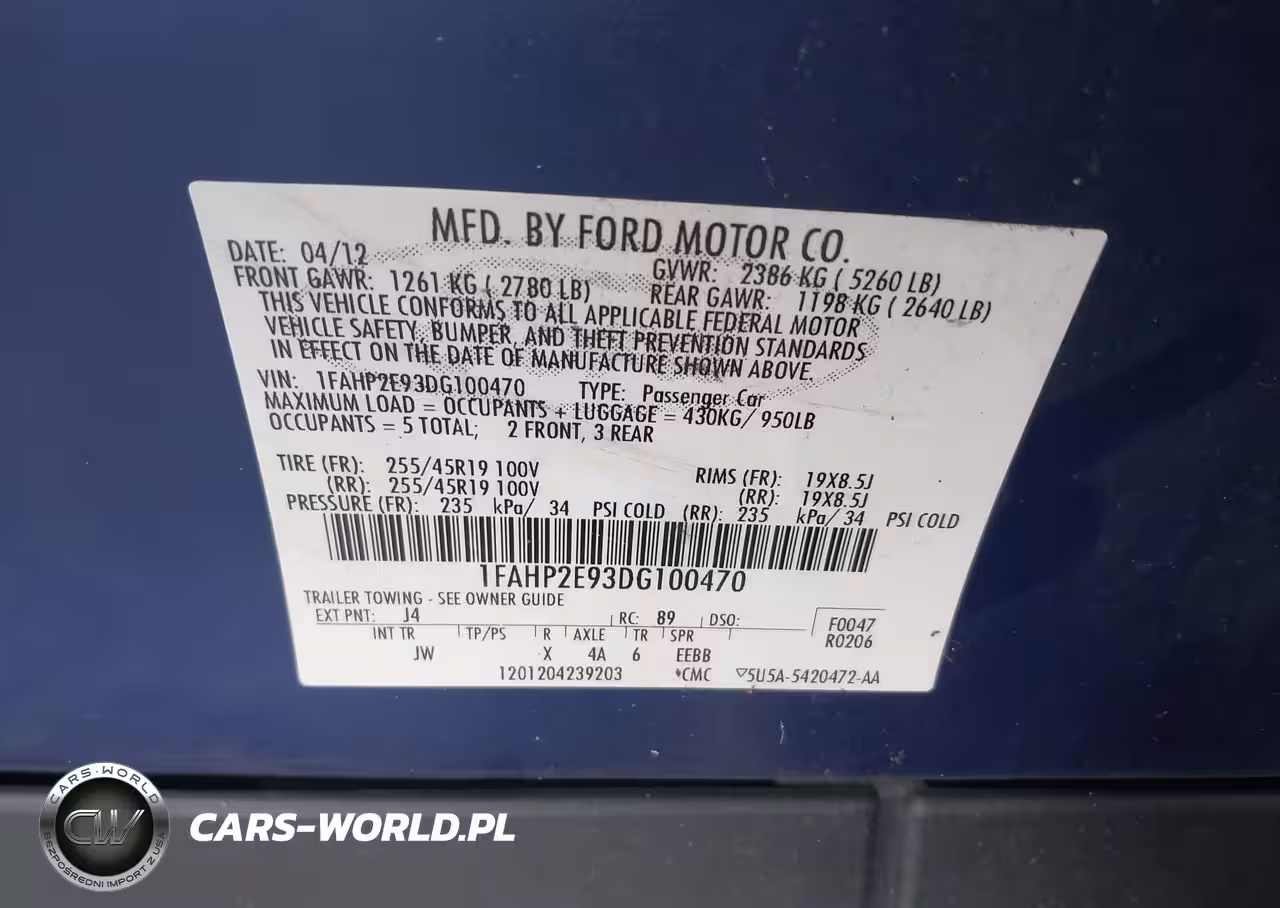 MFD. BY FORD MOTOR CO.
DATE: 04/12 GVWR: 2386 KG ( 5260 LB)
FRONT GAWR: 1261 KG ( 2780 LB) REAR GAWR: 1198 KG ( 2640 LB)
THIS VEHICLE CONFORMS TO ALL APPLICABLE FEDERAL MOTOR
VEHICLE SAFETY, BUMPER, AND THEFT PREVENTION STANDARDS
IN EFFECT ON THE DATE OF MANUFACTURE SHOWN ABOVE.
VIN: 1FAHP2E93DG100470 TYPE: Passenger Car
MAXIMUM LOAD = OCCUPANTS + LUGGAGE = 430KG/ 950LB
OCCUPANTS = 5 TOTAL; 2 FRONT, 3 REAR
TIRE (FR): 255/45R19 100V RIMS (FR): 19X8.5J
(RR): 255/45R19 100V (RR): 19X8.5J
PRESSURE (FR): 235 kPa/ 34 PSI COLD (RR): 235 kPa/ 34 PSI COLD
1FAHP2E93DG100470
TRAILER TOWING - SEE OWNER GUIDE
EXT PNT: J4 RC: 89 DSO: F0047
R0206
INT TR TP/PS R AXLE TR SPR
JW X 4A 6 EEBB
1201204239203 *CMC ▽5U5A-5420472-AA
CARS-WORLD
CW
BEZPOŚREDNI IMPORT Z USA
CARS-WORLD.PL